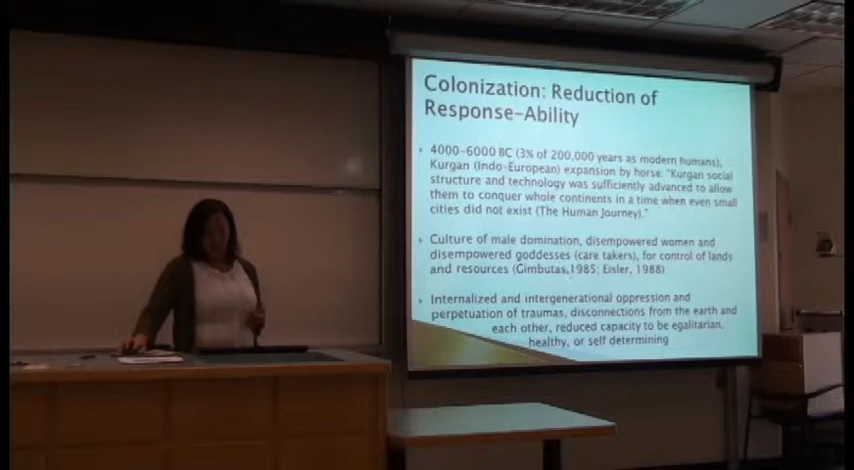 Colonization: Reduction of
Response-Ability
4000-6000 BC (3% of 200,000 years as modern humans),
Kurgan (Indo-European) expansion by horse: "Kurgan social
structure and technology was sufficiently advanced to allow
them to conquer whole continents in a time when even small
cities did not exist (The Human Journey)."
Culture of male domination, disempowered women and
disempowered goddesses (care takers), for control of lands
and resources (Gimbutas,1985; Eisler, 1988)
Internalized and intergenerational oppression and
perpetuation of traumas, disconnections from the earth and
each other, reduced capacity to be egalitarian,
healthy, or self determining